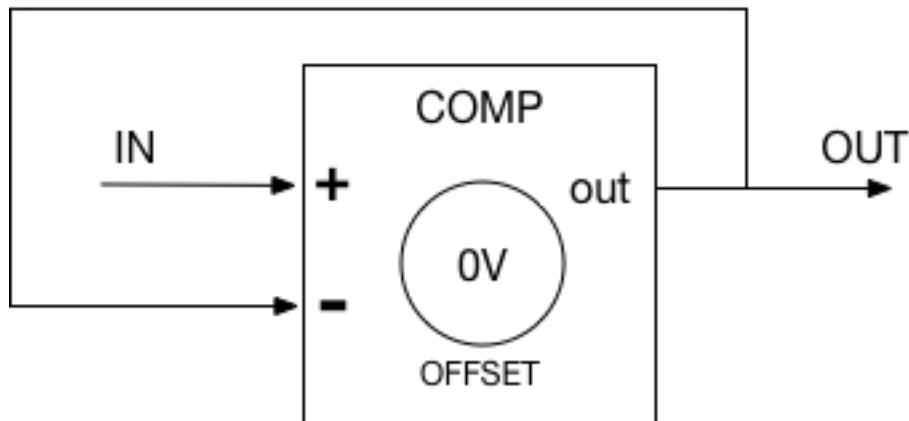 COMP
IN
OUT
+
out
0V
-
OFFSET